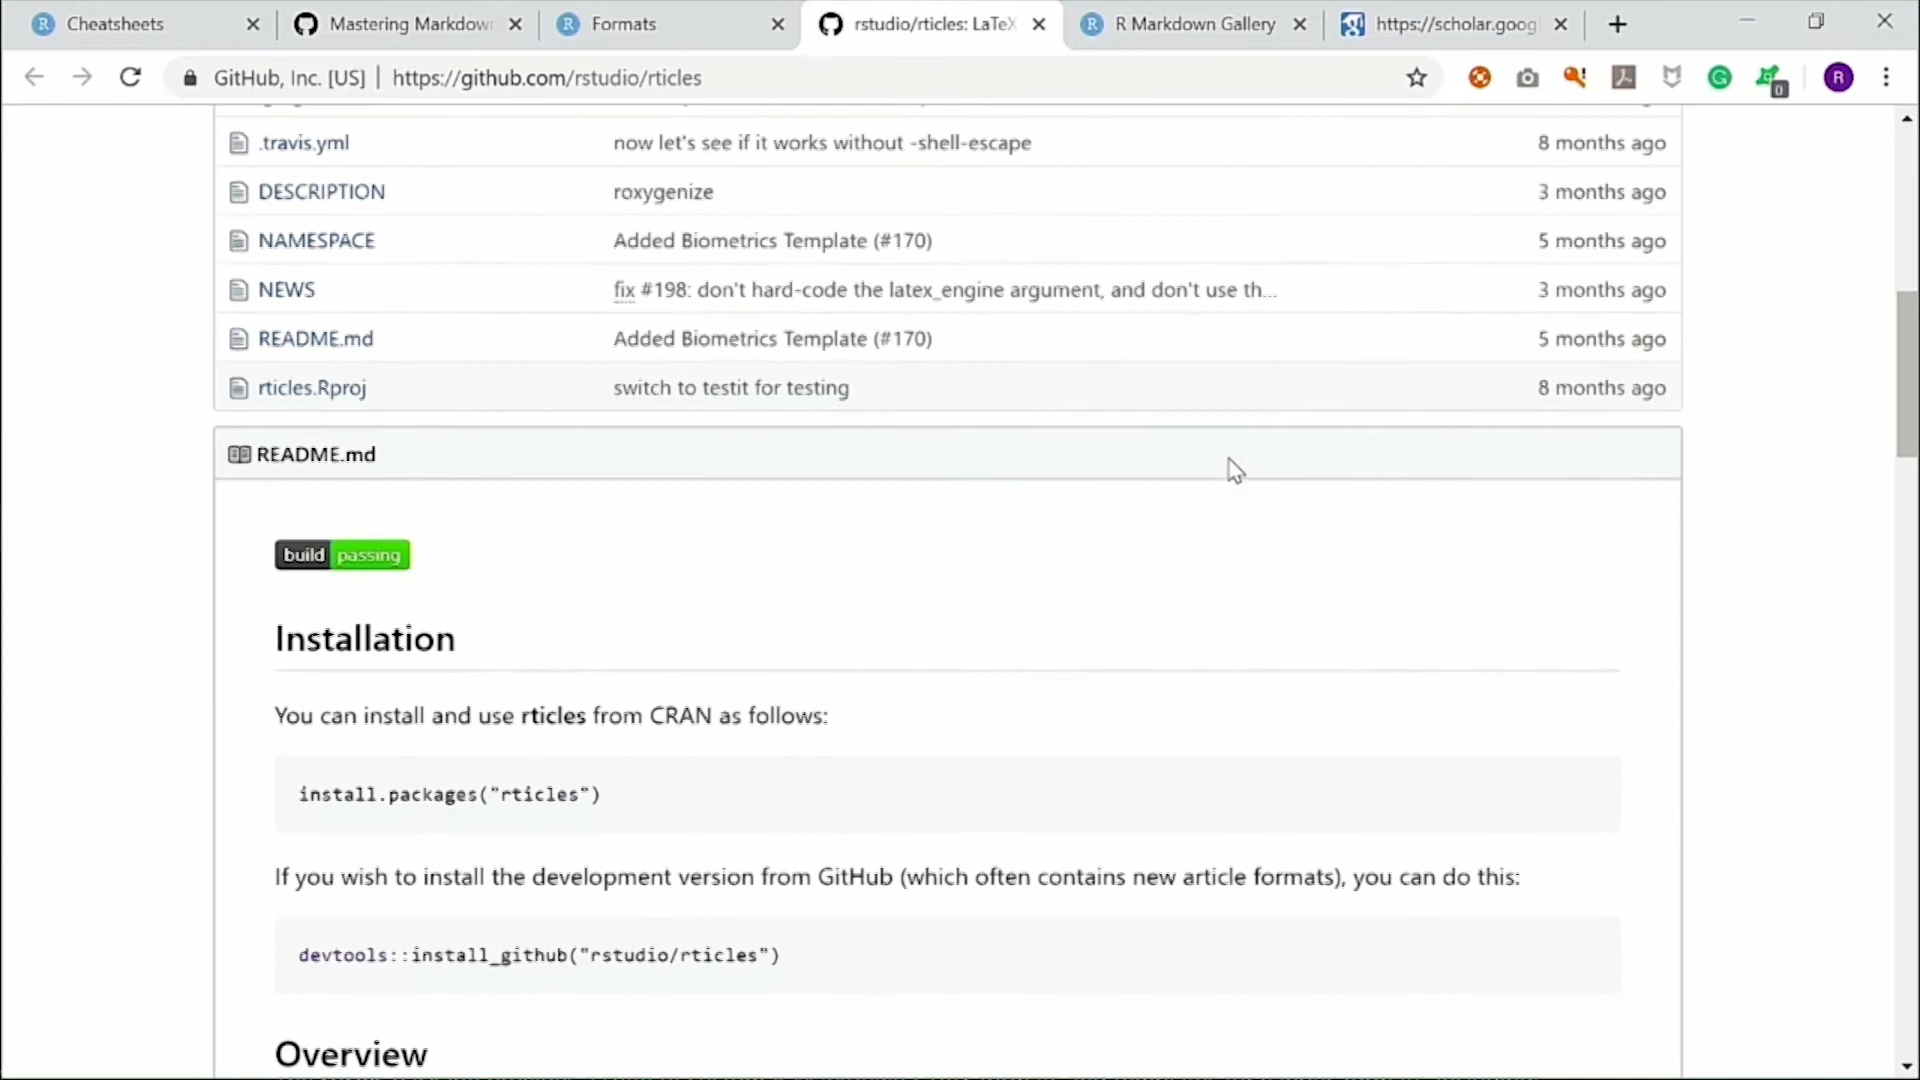 Cheatsheets
Mastering Markdown
Formats
rstudio/rticles: LaTeX
R Markdown Gallery
https://scholar.goog
GitHub, Inc. [US] | https://github.com/rstudio/rticles
.travis.yml now let's see if it works without -shell-escape 8 months ago
DESCRIPTION roxygenize 3 months ago
NAMESPACE Added Biometrics Template (#170) 5 months ago
NEWS fix #198: don't hard-code the latex_engine argument, and don't use th... 3 months ago
README.md Added Biometrics Template (#170) 5 months ago
rticles.Rproj switch to testit for testing 8 months ago
README.md
build passing
Installation
You can install and use rticles from CRAN as follows:
install.packages("rticles")
If you wish to install the development version from GitHub (which often contains new article formats), you can do this:
devtools::install_github("rstudio/rticles")
Overview